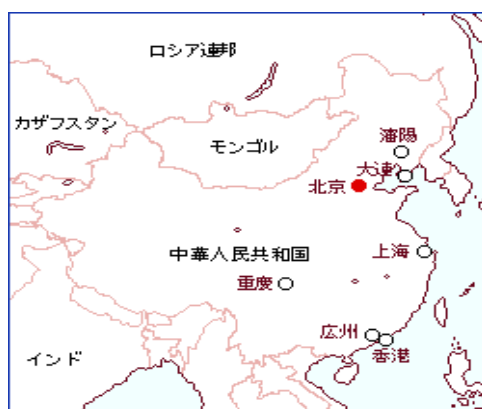 ロシア連邦
カザフスタン
モンゴル
瀋陽
大連
北京
中華人民共和国
上海
重慶
広州
香港
インド